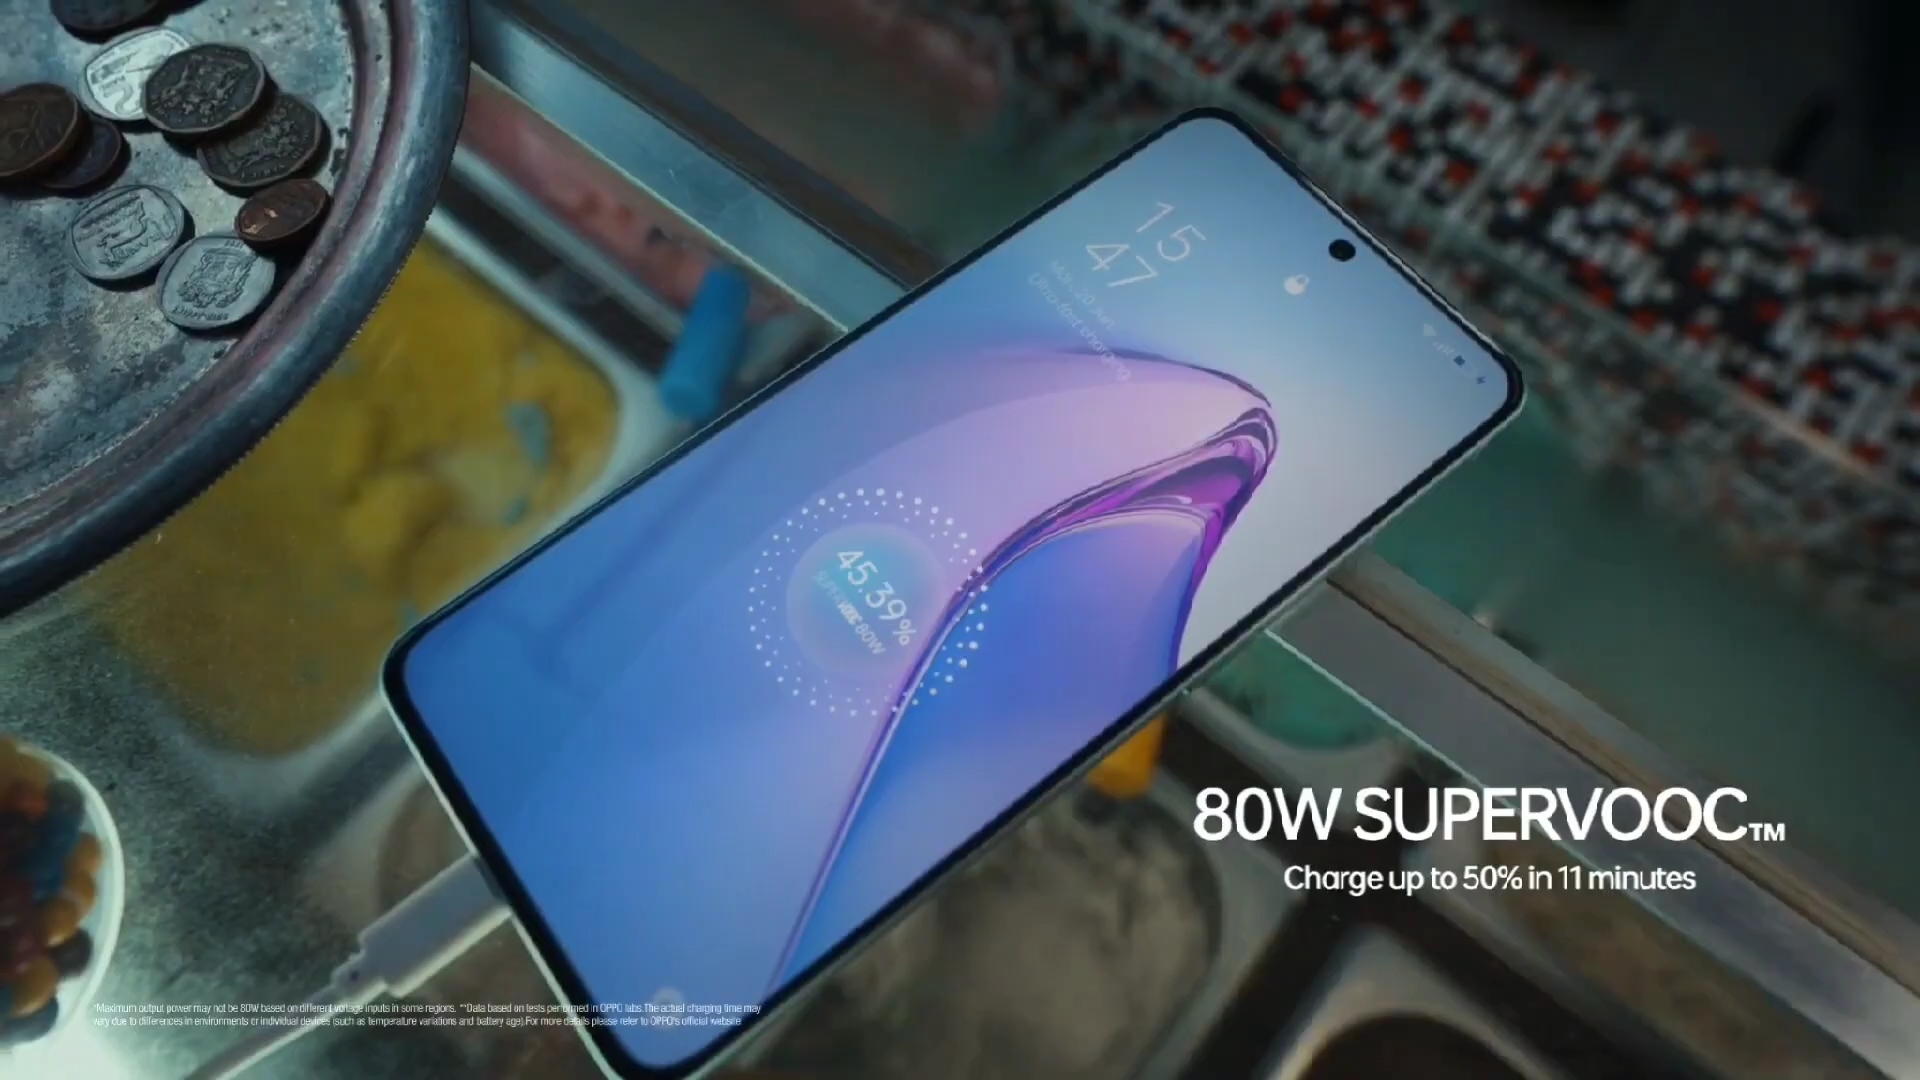 15
47
Mon, 20 Jun
Ultra-fast charging
45.39%
SUPERVOOC 80W
80W SUPERVOOC™
Charge up to 50% in 11 minutes
*Maximum output power may not be 80W based on different voltage inputs in some regions. **Data based on tests performed in OPPO labs.The actual charging time may
vary due to differences in environments or individual devices (such as temperature variations and battery age).For more details please refer to OPPO's official website